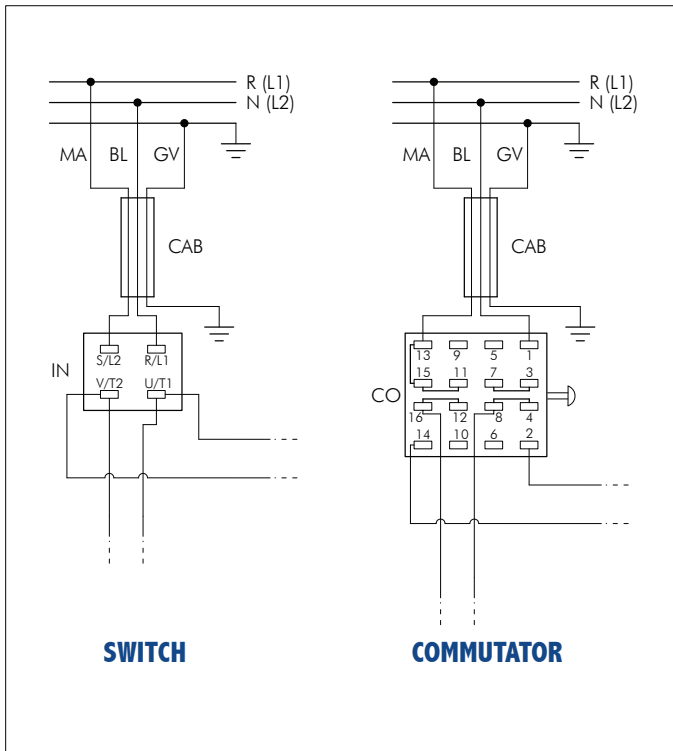 R (L1)
N (L2)
MA BL GV
CAB
IN
S/L2 R/L1
V/T2 U/T1
SWITCH
R (L1)
N (L2)
MA BL GV
CAB
CO
13 9 5 1
15 11 7 3
16 12 8 4
14 10 6 2
COMMUTATOR